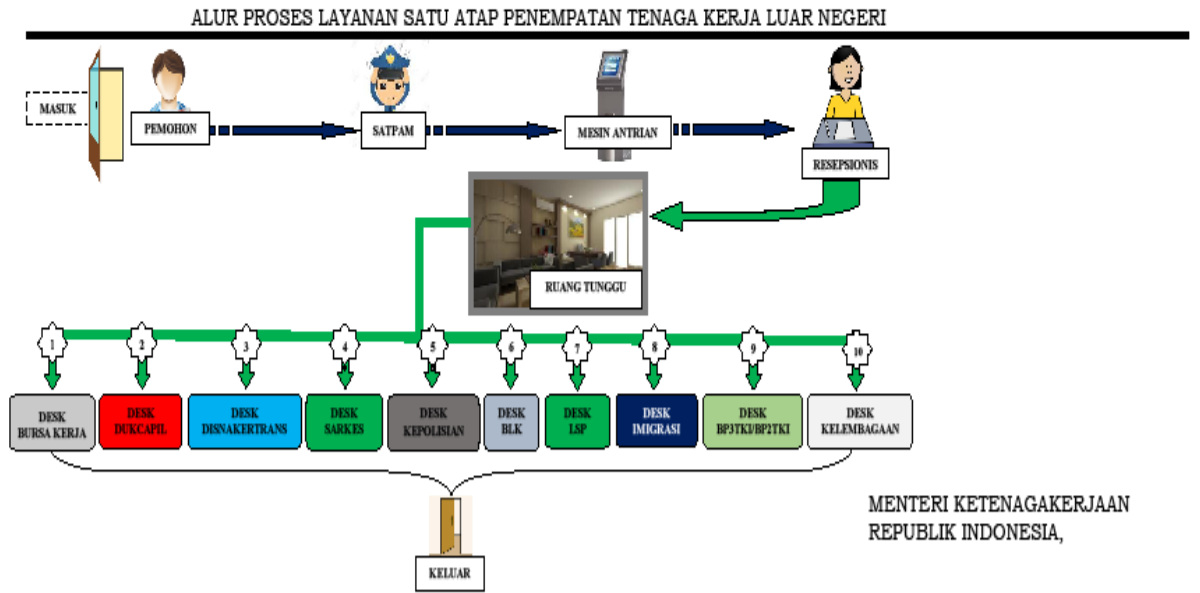 ALUR PROSES LAYANAN SATU ATAP PENEMPATAN TENAGA KERJA LUAR NEGERI
MASUK
PEMOHON
SATPAM
MESIN ANTRIAN
RESEPSIONIS
RUANG TUNGGU
1
2
3
4
5
6
7
8
9
10
DESK
BURSA KERJA
DESK
DUKCAPIL
DESK
DISNAKERTRANS
DESK
SARKES
DESK
KEPOLISIAN
DESK
BLK
DESK
LSP
DESK
IMIGRASI
DESK
BP3TKI/BP2TKI
DESK
KELEMBAGAAN
KELUAR
MENTERI KETENAGAKERJAAN
REPUBLIK INDONESIA,